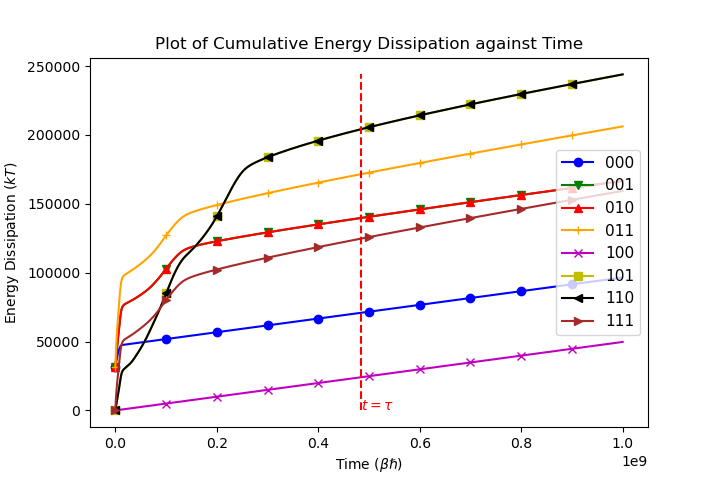 Plot of Cumulative Energy Dissipation against Time
Energy Dissipation (kT)
250000
200000
150000
100000
50000
0
000
001
010
011
100
101
110
111
t = τ
0.0 0.2 0.4 0.6 0.8 1.0
1e9
Time (βħ)